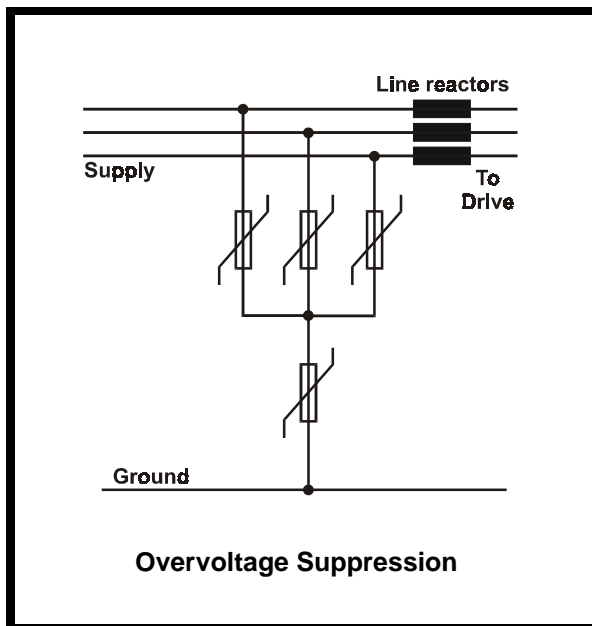 Line reactors
Supply
To
Drive
Ground
Overvoltage Suppression